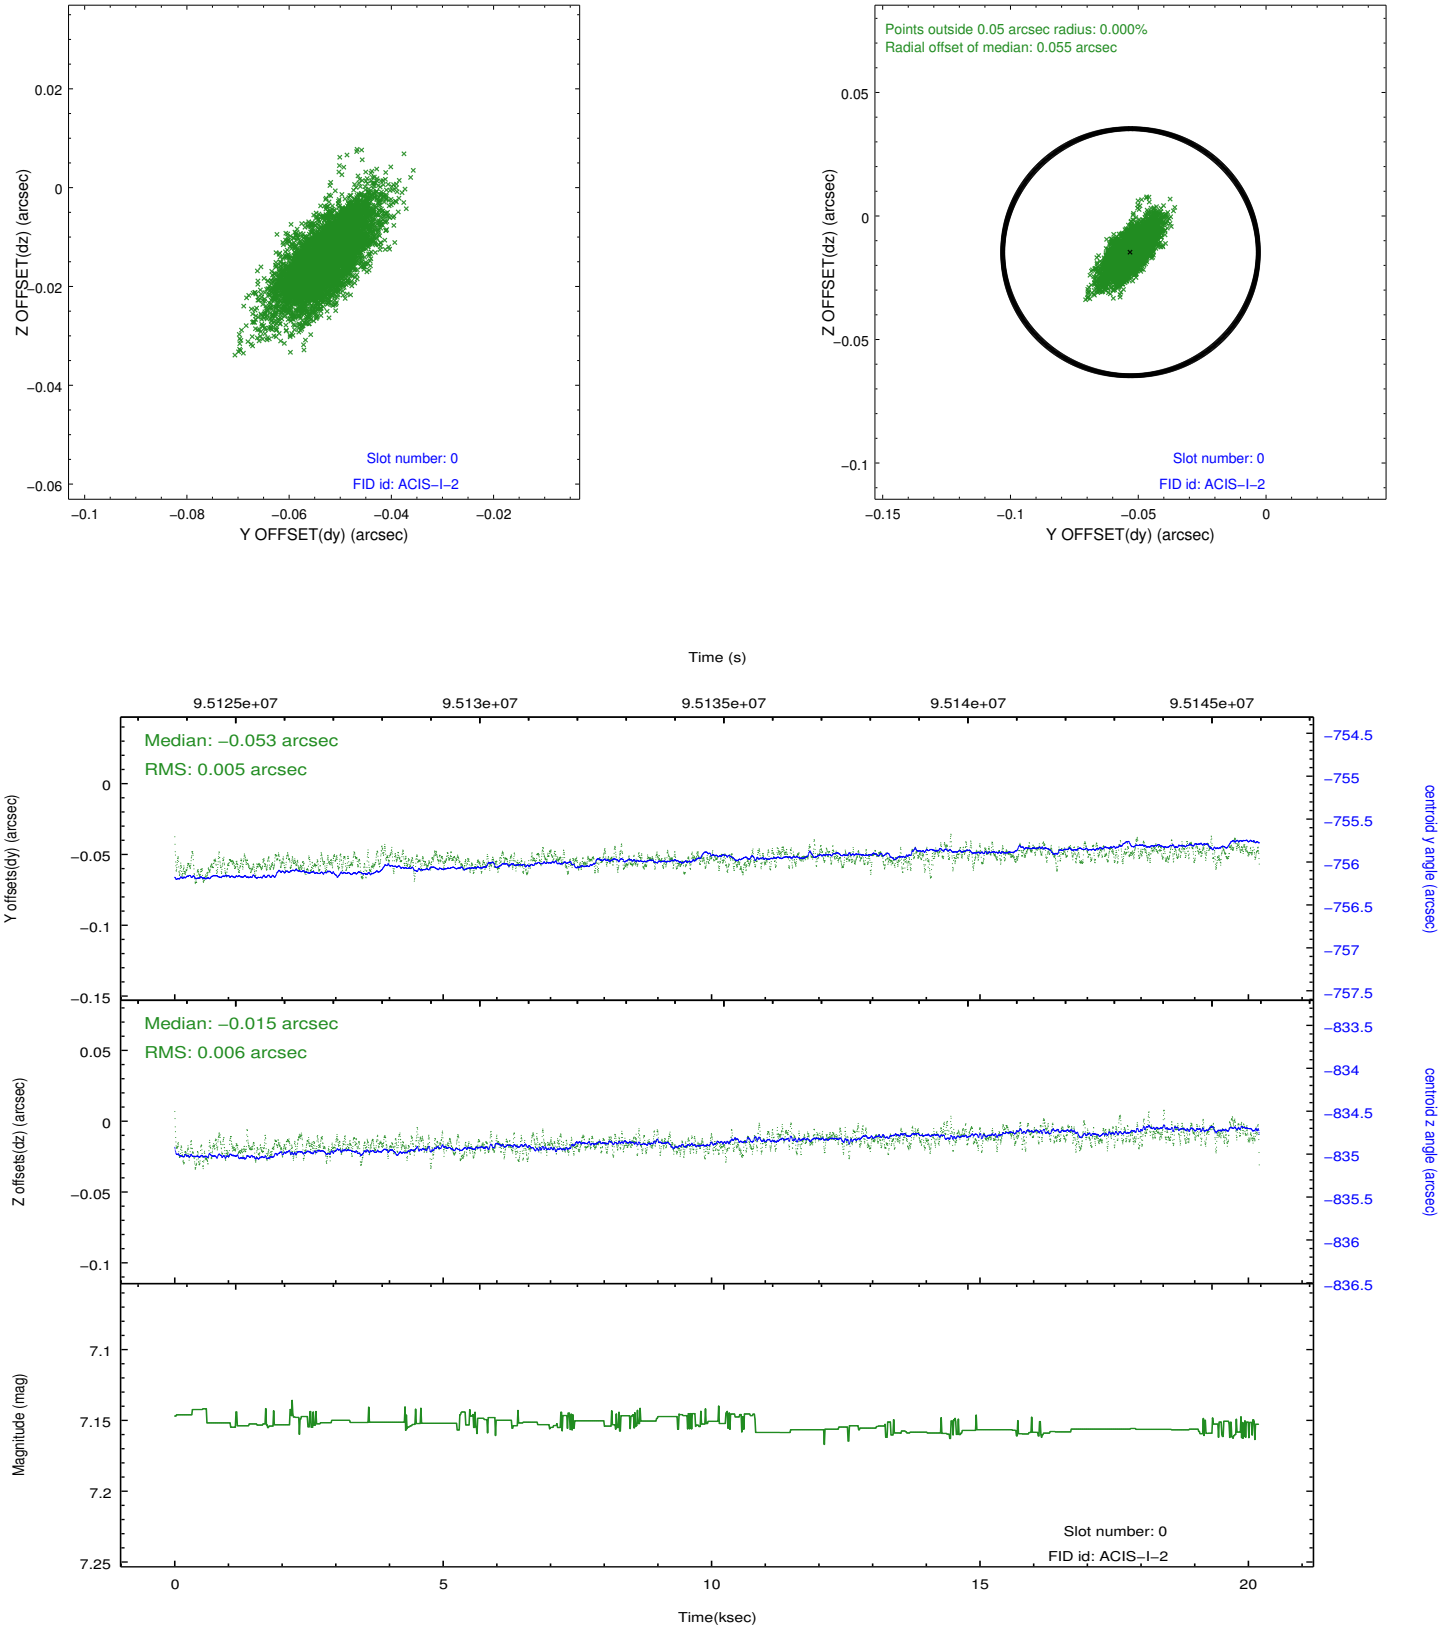 0.02
0
−0.02
−0.04
−0.06
Z OFFSET(dz) (arcsec)
Slot number: 0
FID id: ACIS−I−2
−0.1 −0.08 −0.06 −0.04 −0.02
Y OFFSET(dy) (arcsec)
Points outside 0.05 arcsec radius: 0.000%
Radial offset of median: 0.055 arcsec
0.05
0
−0.05
−0.1
Z OFFSET(dz) (arcsec)
Slot number: 0
FID id: ACIS−I−2
−0.15 −0.1 −0.05 0
Y OFFSET(dy) (arcsec)
Time (s)
9.5125e+07 9.513e+07 9.5135e+07 9.514e+07 9.5145e+07
Median: −0.053 arcsec
RMS: 0.005 arcsec
0
−0.05
−0.1
−0.15
Y offsets(dy) (arcsec)
−754.5
−755
−755.5
−756
−756.5
−757
−757.5
centroid y angle (arcsec)
Median: −0.015 arcsec
RMS: 0.006 arcsec
0.05
0
−0.05
−0.1
Z offsets(dz) (arcsec)
−833.5
−834
−834.5
−835
−835.5
−836
−836.5
centroid z angle (arcsec)
7.1
7.15
7.2
7.25
Magnitude (mag)
Slot number: 0
FID id: ACIS−I−2
0 5 10 15 20
Time(ksec)